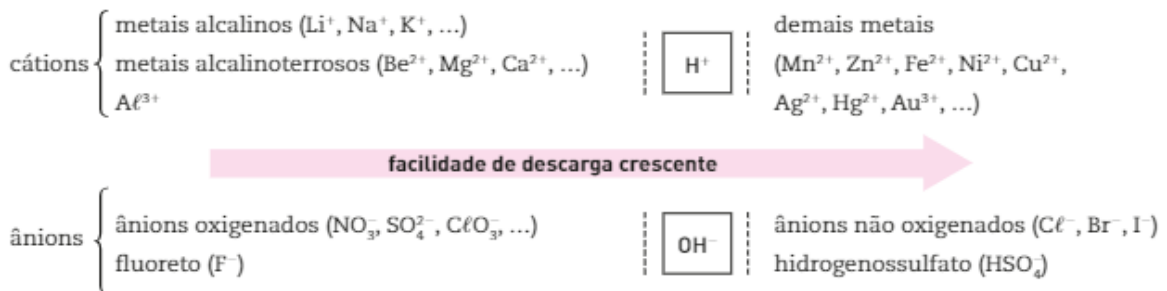 cátions
metais alcalinos (Li⁺, Na⁺, K⁺, ...)
metais alcalinoterrosos (Be²⁺, Mg²⁺, Ca²⁺, ...)
Aℓ³⁺
H⁺
demais metais
(Mn²⁺, Zn²⁺, Fe²⁺, Ni²⁺, Cu²⁺,
Ag²⁺, Hg²⁺, Au³⁺, ...)
facilidade de descarga crescente
ânions
ânions oxigenados (NO₃⁻, SO₄²⁻, CℓO₃⁻, ...)
fluoreto (F⁻)
OH⁻
ânions não oxigenados (Cℓ⁻, Br⁻, I⁻)
hidrogenossulfato (HSO₄⁻)